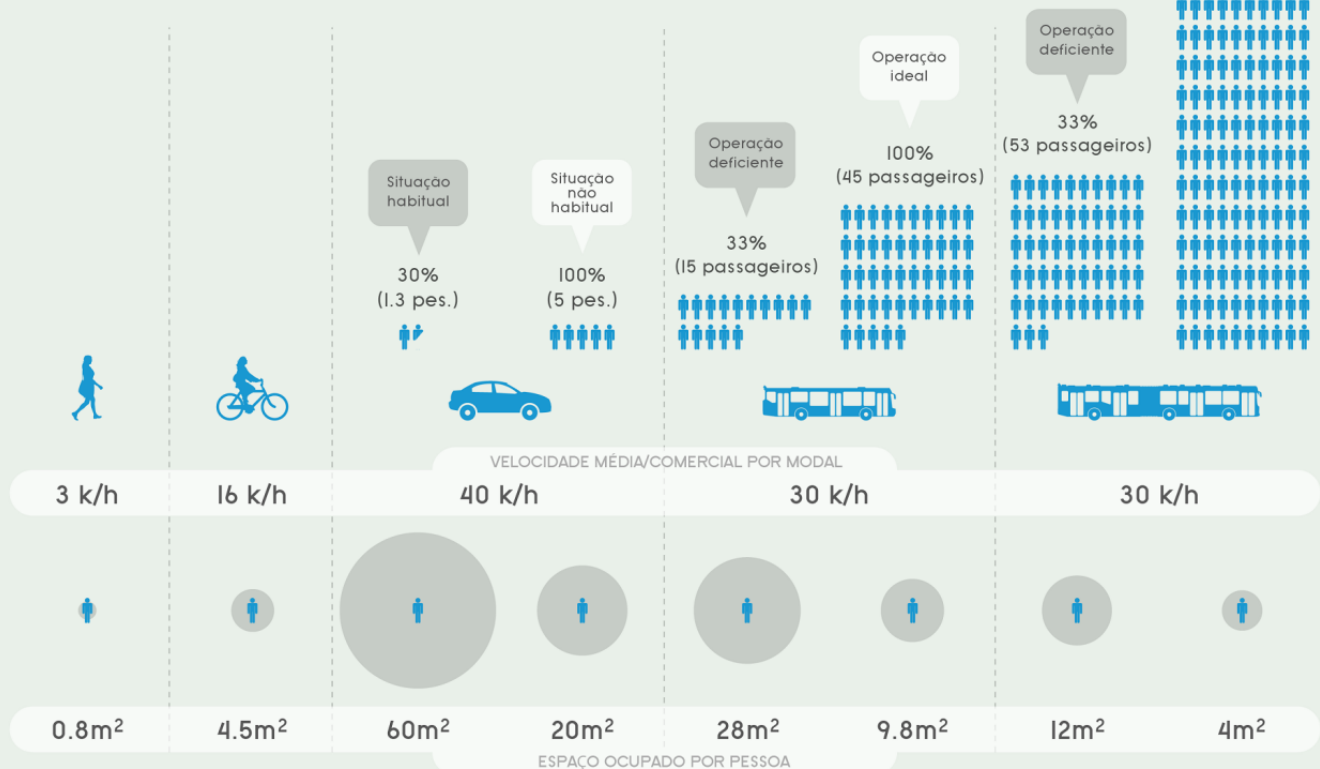 Operação
deficiente
33%
(53 passageiros)
Operação
ideal
100%
(45 passageiros)
Operação
deficiente
33%
(15 passageiros)
Situação
habitual
30%
(1.3 pes.)
Situação
não
habitual
100%
(5 pes.)
VELOCIDADE MÉDIA/COMERCIAL POR MODAL
3 k/h
16 k/h
40 k/h
30 k/h
30 k/h
0.8m²
4.5m²
60m²
20m²
28m²
9.8m²
12m²
4m²
ESPAÇO OCUPADO POR PESSOA